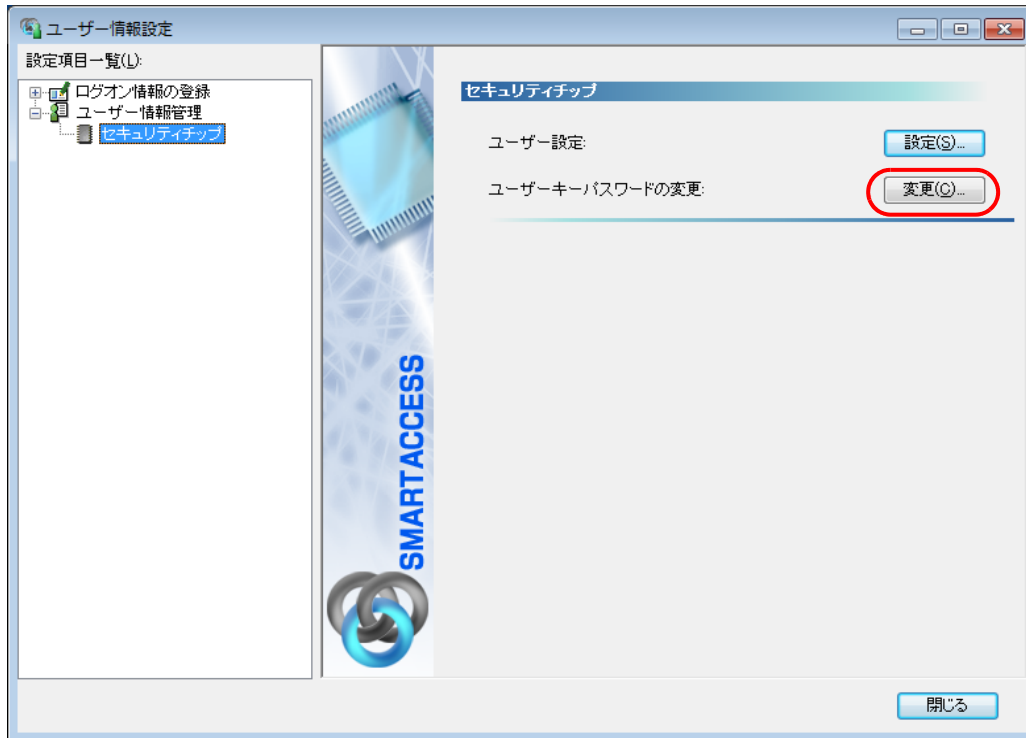 ユーザー情報設定
設定項目一覧(L):
ログオン情報の登録
ユーザー情報管理
セキュリティチップ
SMARTACCESS
セキュリティチップ
ユーザー設定:
設定(S)...
ユーザーキーパスワードの変更:
変更(C)...
閉じる